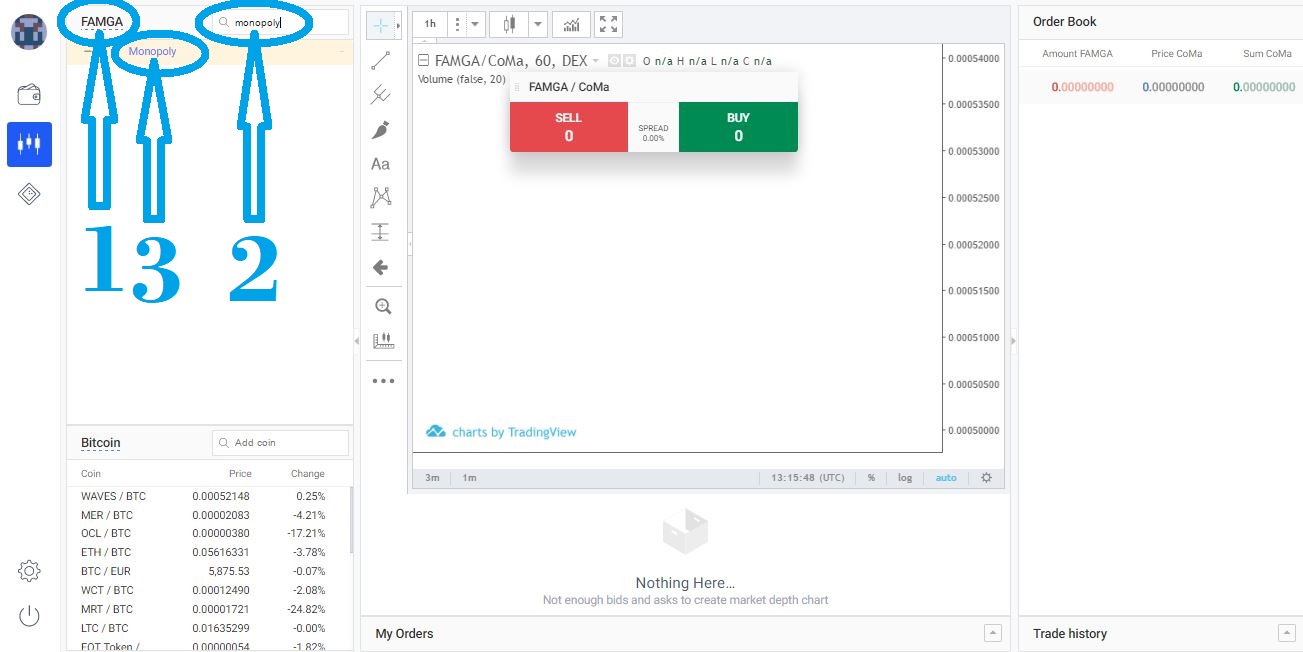 FAMGA
monopoly
Monopoly
1
3
2
Bitcoin
Add coin
Coin Price Change
WAVES / BTC 0.00052148 0.25%
MER / BTC 0.00002083 -4.21%
OCL / BTC 0.00000380 -17.21%
ETH / BTC 0.05616331 -3.78%
BTC / EUR 5,875.53 -0.07%
WCT / BTC 0.00012490 -2.08%
MRT / BTC 0.00001721 -24.82%
LTC / BTC 0.01635299 -0.00%
EOT Token / 0.00000054 -1.82%
1h
Aa
FAMGA/CoMa, 60, DEX O n/a H n/a L n/a C n/a
Volume (false, 20)
FAMGA / CoMa
SELL
0
SPREAD
0.00%
BUY
0
0.00054000
0.00053500
0.00053000
0.00052500
0.00052000
0.00051500
0.00051000
0.00050500
0.00050000
charts by TradingView
3m 1m 13:15:48 (UTC) % log auto
Nothing Here...
Not enough bids and asks to create market depth chart
My Orders
Order Book
Amount FAMGA Price CoMa Sum CoMa
0.00000000 0.00000000 0.00000000
Trade history